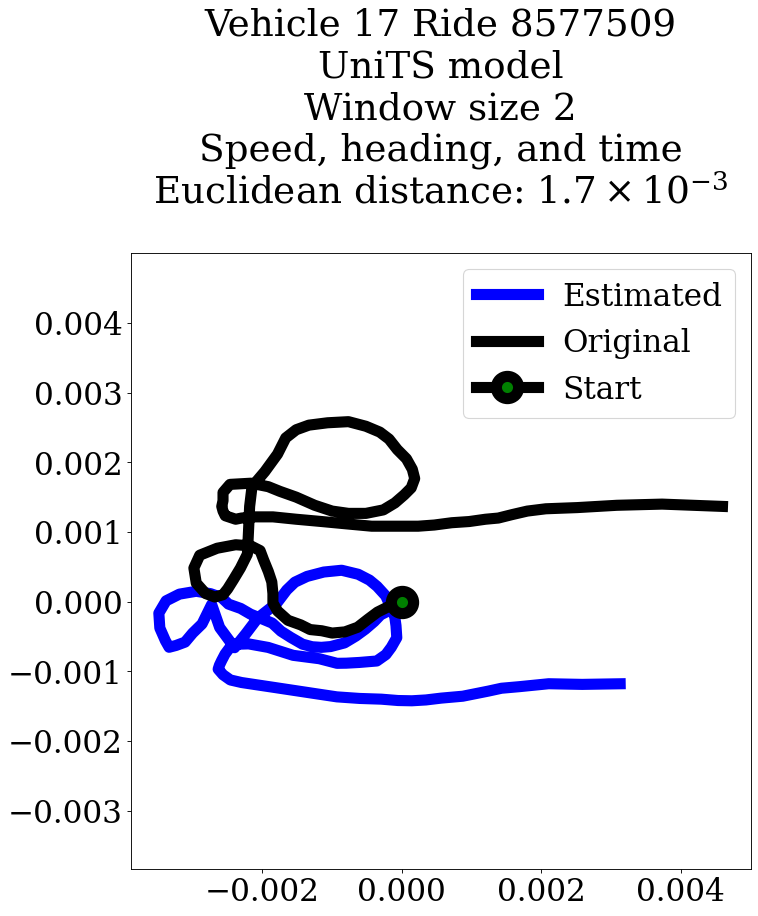 Vehicle 17 Ride 8577509
UniTS model
Window size 2
Speed, heading, and time
Euclidean distance: 1.7 × 10⁻³
Estimated
Original
Start
0.004
0.003
0.002
0.001
0.000
−0.001
−0.002
−0.003
−0.002 0.000 0.002 0.004